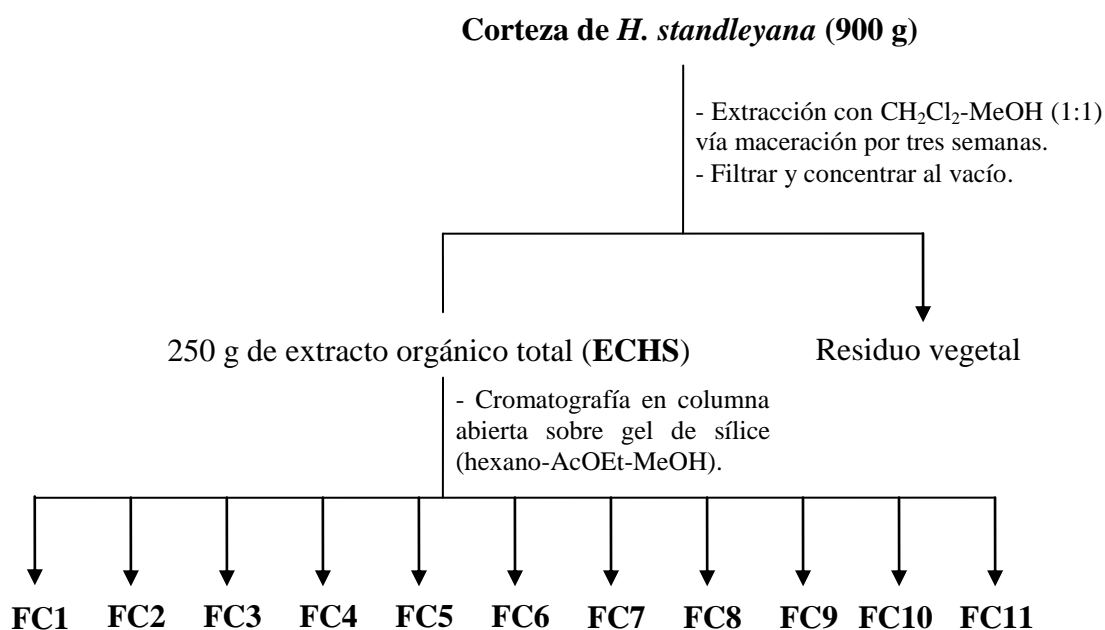 Corteza de H. standleyana (900 g)
- Extracción con CH₂Cl₂-MeOH (1:1)
vía maceración por tres semanas.
- Filtrar y concentrar al vacío.
250 g de extracto orgánico total (ECHS)
Residuo vegetal
- Cromatografía en columna
abierta sobre gel de sílice
(hexano-AcOEt-MeOH).
FC1 FC2 FC3 FC4 FC5 FC6 FC7 FC8 FC9 FC10 FC11